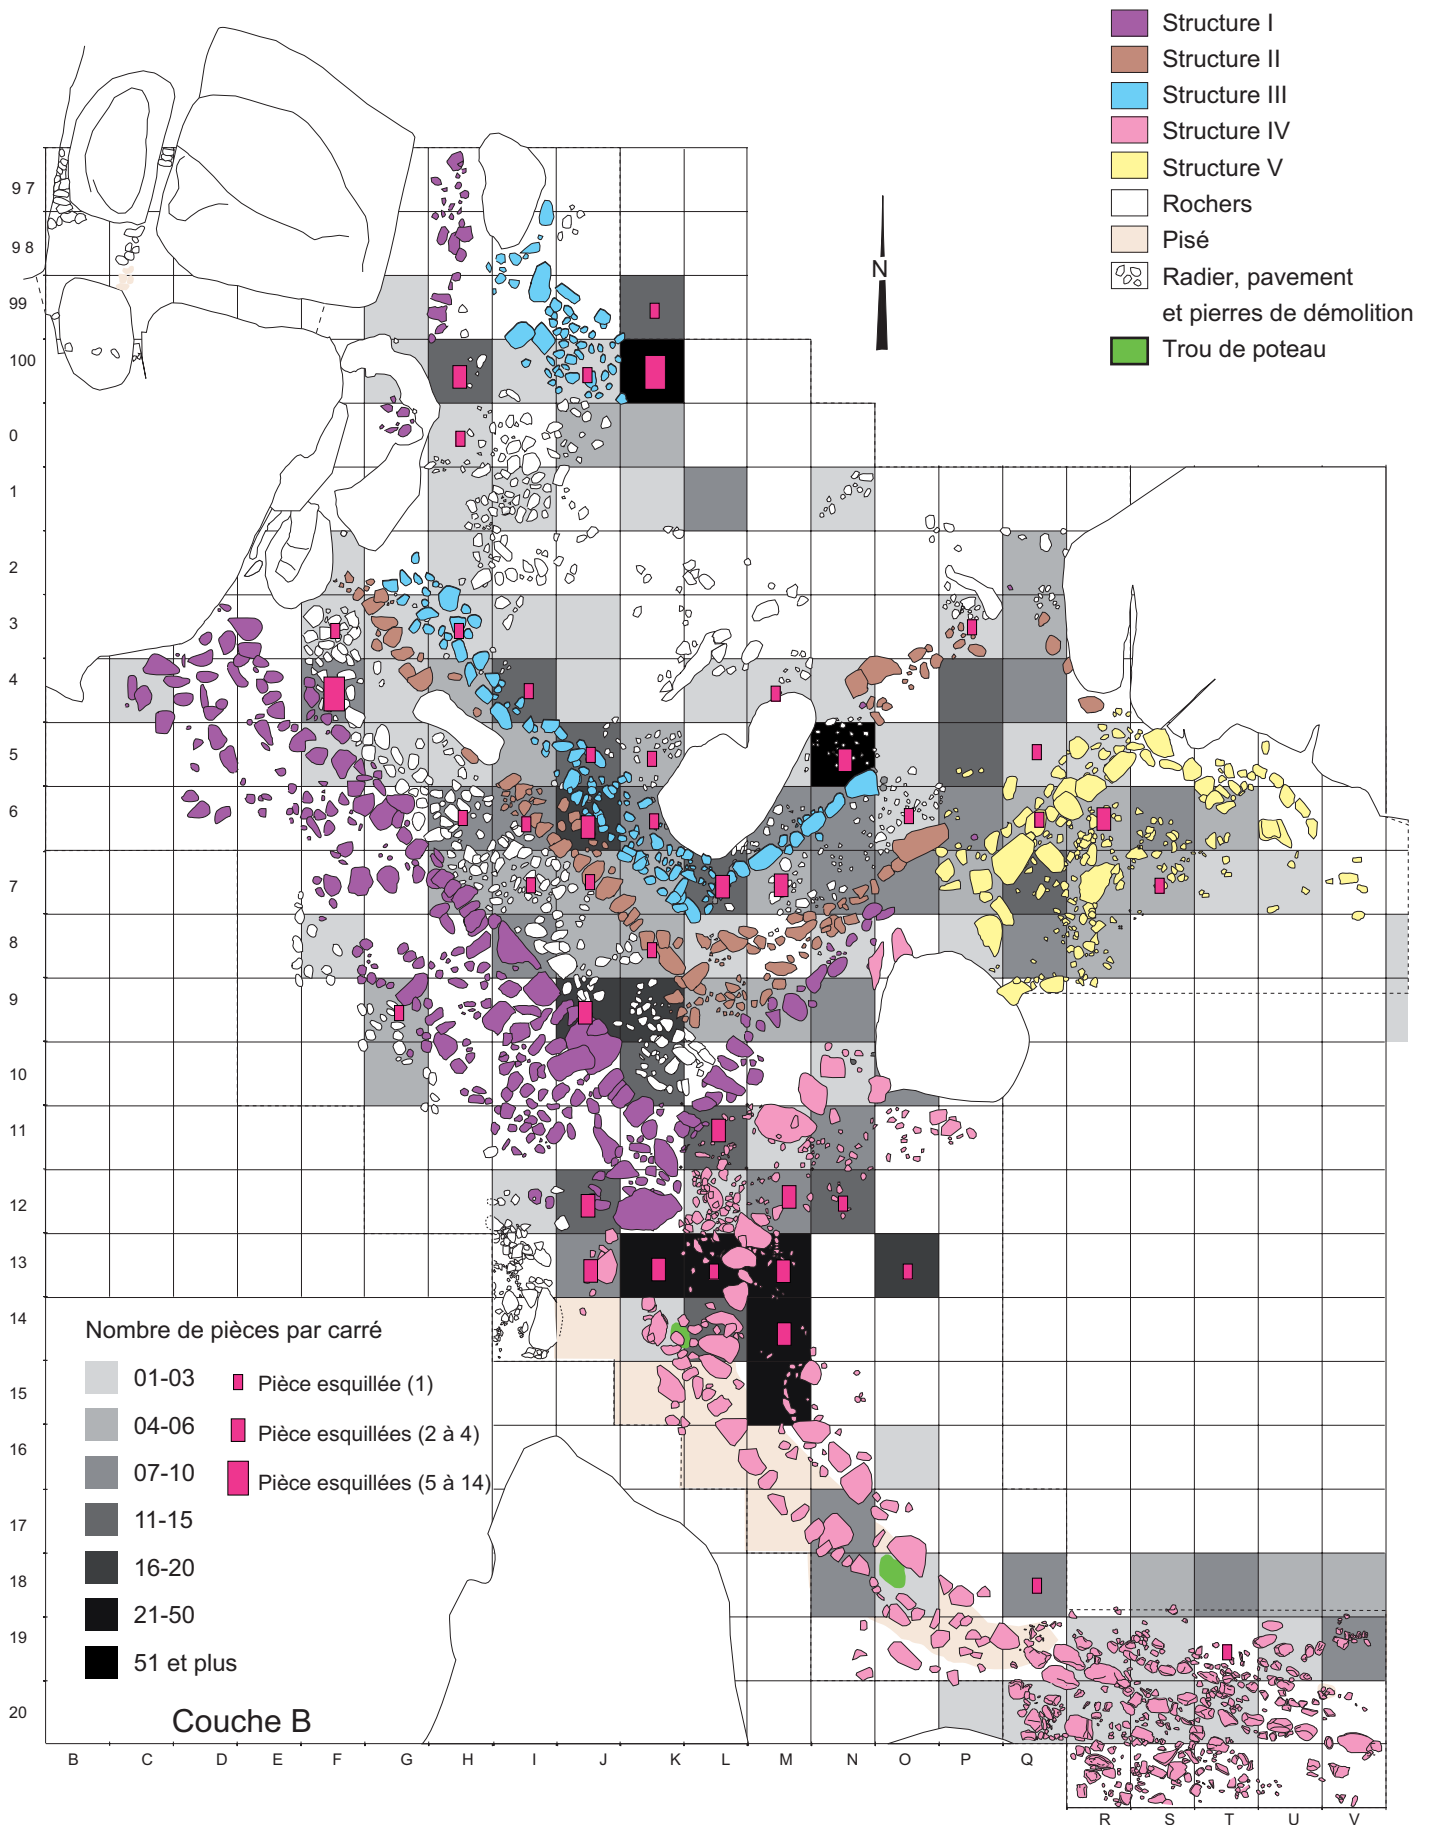 Structure I
Structure II
Structure III
Structure IV
Structure V
Rochers
Pisé
Radier, pavement
et pierres de démolition
Trou de poteau
N
97
98
99
100
0
1
2
3
4
5
6
7
8
9
10
11
12
13
14
15
16
17
18
19
20
Nombre de pièces par carré
01-03
04-06
07-10
11-15
16-20
21-50
51 et plus
Pièce esquillée (1)
Pièce esquillées (2 à 4)
Pièce esquillées (5 à 14)
Couche B
B C D E F G H I J K L M N O P Q
R S T U V